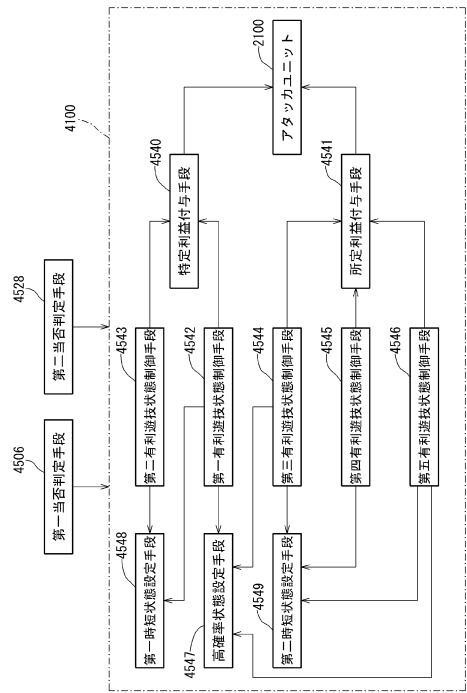 4100
4506
第一当否判定手段
4528
第二当否判定手段
4548
第一時短状態設定手段
4547
高確率状態設定手段
4549
第二時短状態設定手段
4543
第二有利遊技状態制御手段
4542
第一有利遊技状態制御手段
4544
第三有利遊技状態制御手段
4545
第四有利遊技状態制御手段
4546
第五有利遊技状態制御手段
4540
特定利益付与手段
4541
所定利益付与手段
2100
アタッカユニット